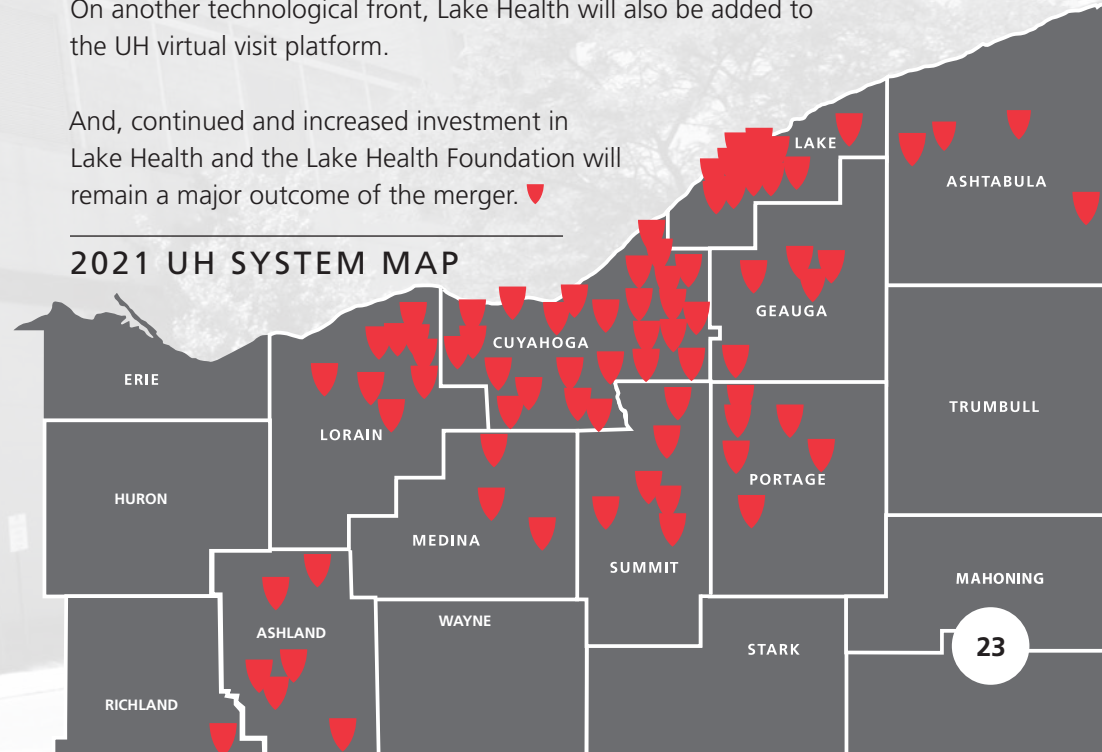 On another technological front, Lake Health will also be added to
the UH virtual visit platform.
And, continued and increased investment in
Lake Health and the Lake Health Foundation will
remain a major outcome of the merger.
2021 UH SYSTEM MAP
LAKE
ASHTABULA
GEAUGA
CUYAHOGA
ERIE
TRUMBULL
LORAIN
PORTAGE
HURON
MEDINA
SUMMIT
MAHONING
WAYNE
ASHLAND
STARK
23
RICHLAND